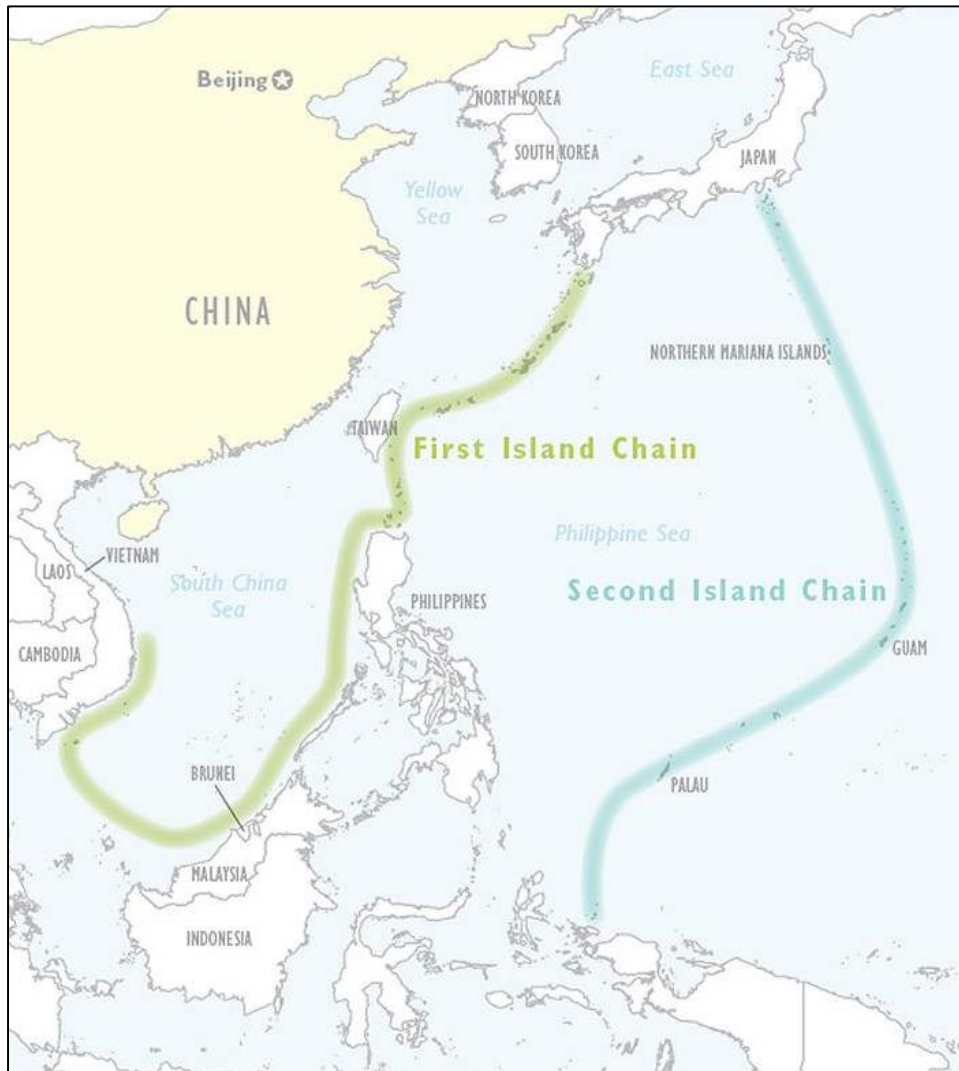 East Sea
Beijing
NORTH KOREA
SOUTH KOREA
JAPAN
Yellow
Sea
CHINA
NORTHERN MARIANA ISLANDS
TAIWAN
First Island Chain
Philippine Sea
VIETNAM
LAOS
South China
Sea
Second Island Chain
PHILIPPINES
CAMBODIA
GUAM
BRUNEI
PALAU
MALAYSIA
INDONESIA